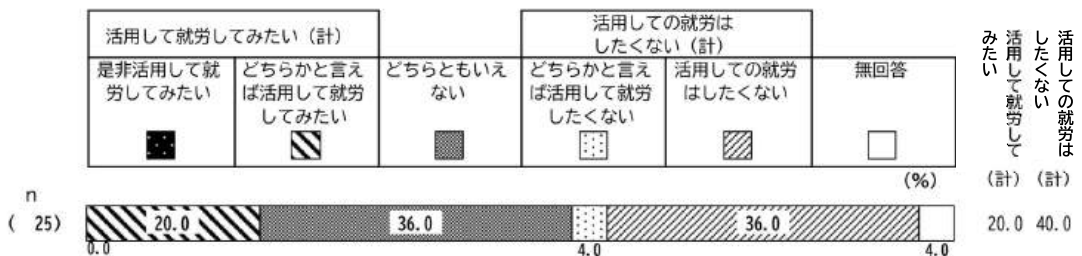 活用して就労してみたい（計）
活用しての就労は
したくない（計）
是非活用して就
労してみたい
どちらかと言え
ば活用して就労
してみたい
どちらともいえ
ない
どちらかと言え
ば活用して就労
したくない
活用しての就労
はしたくない
無回答
活用しての就労は
したくない
活用して就労して
みたい
(%)
（計）
（計）
n
( 25)
20.0
36.0
36.0
0.0
4.0
4.0
20.0
40.0